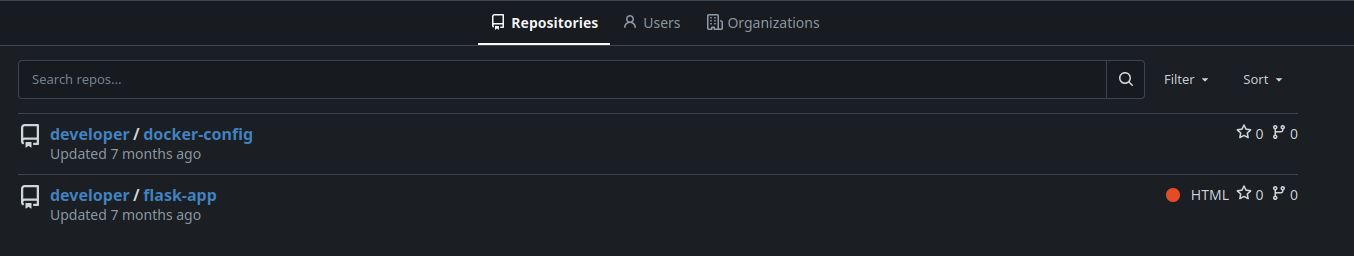 Repositories Users Organizations
Search repos... Filter Sort
developer / docker-config 0 0
Updated 7 months ago
developer / flask-app HTML 0 0
Updated 7 months ago